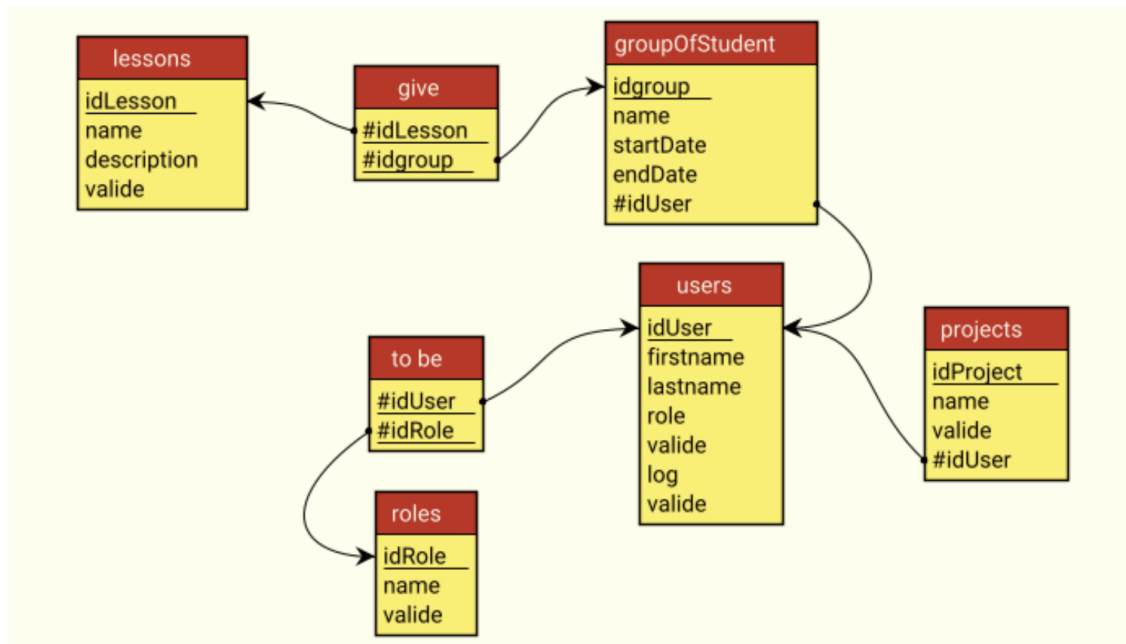 lessons
idLesson
name
description
valide
give
#idLesson
#idgroup
groupOfStudent
idgroup
name
startDate
endDate
#idUser
users
idUser
firstname
lastname
role
valide
log
valide
projects
idProject
name
valide
#idUser
to be
#idUser
#idRole
roles
idRole
name
valide